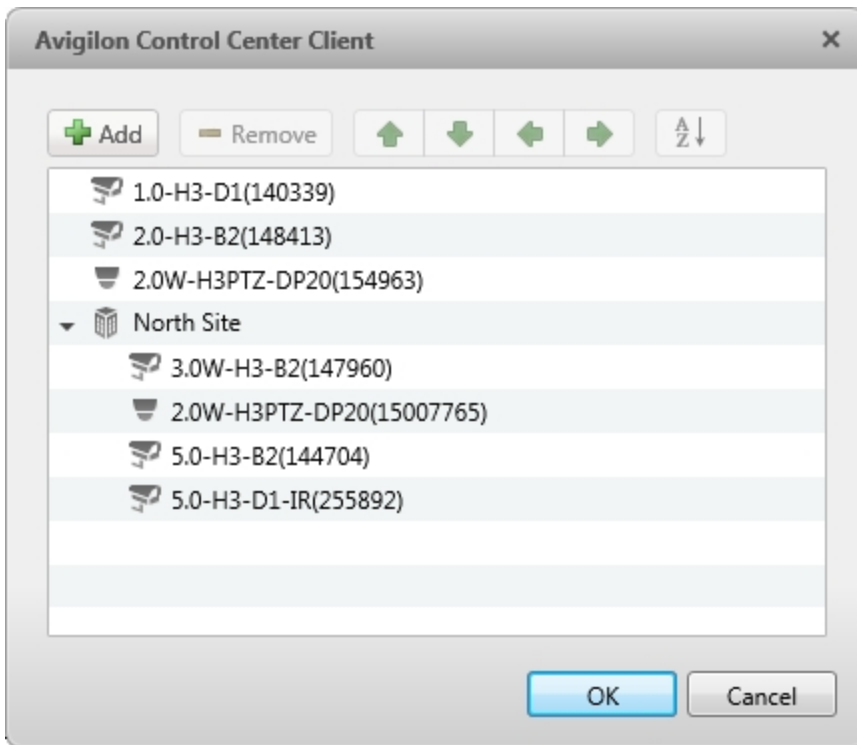 Avigilon Control Center Client
Add Remove A Z
1.0-H3-D1(140339)
2.0-H3-B2(148413)
2.0W-H3PTZ-DP20(154963)
North Site
3.0W-H3-B2(147960)
2.0W-H3PTZ-DP20(15007765)
5.0-H3-B2(144704)
5.0-H3-D1-IR(255892)
OK Cancel